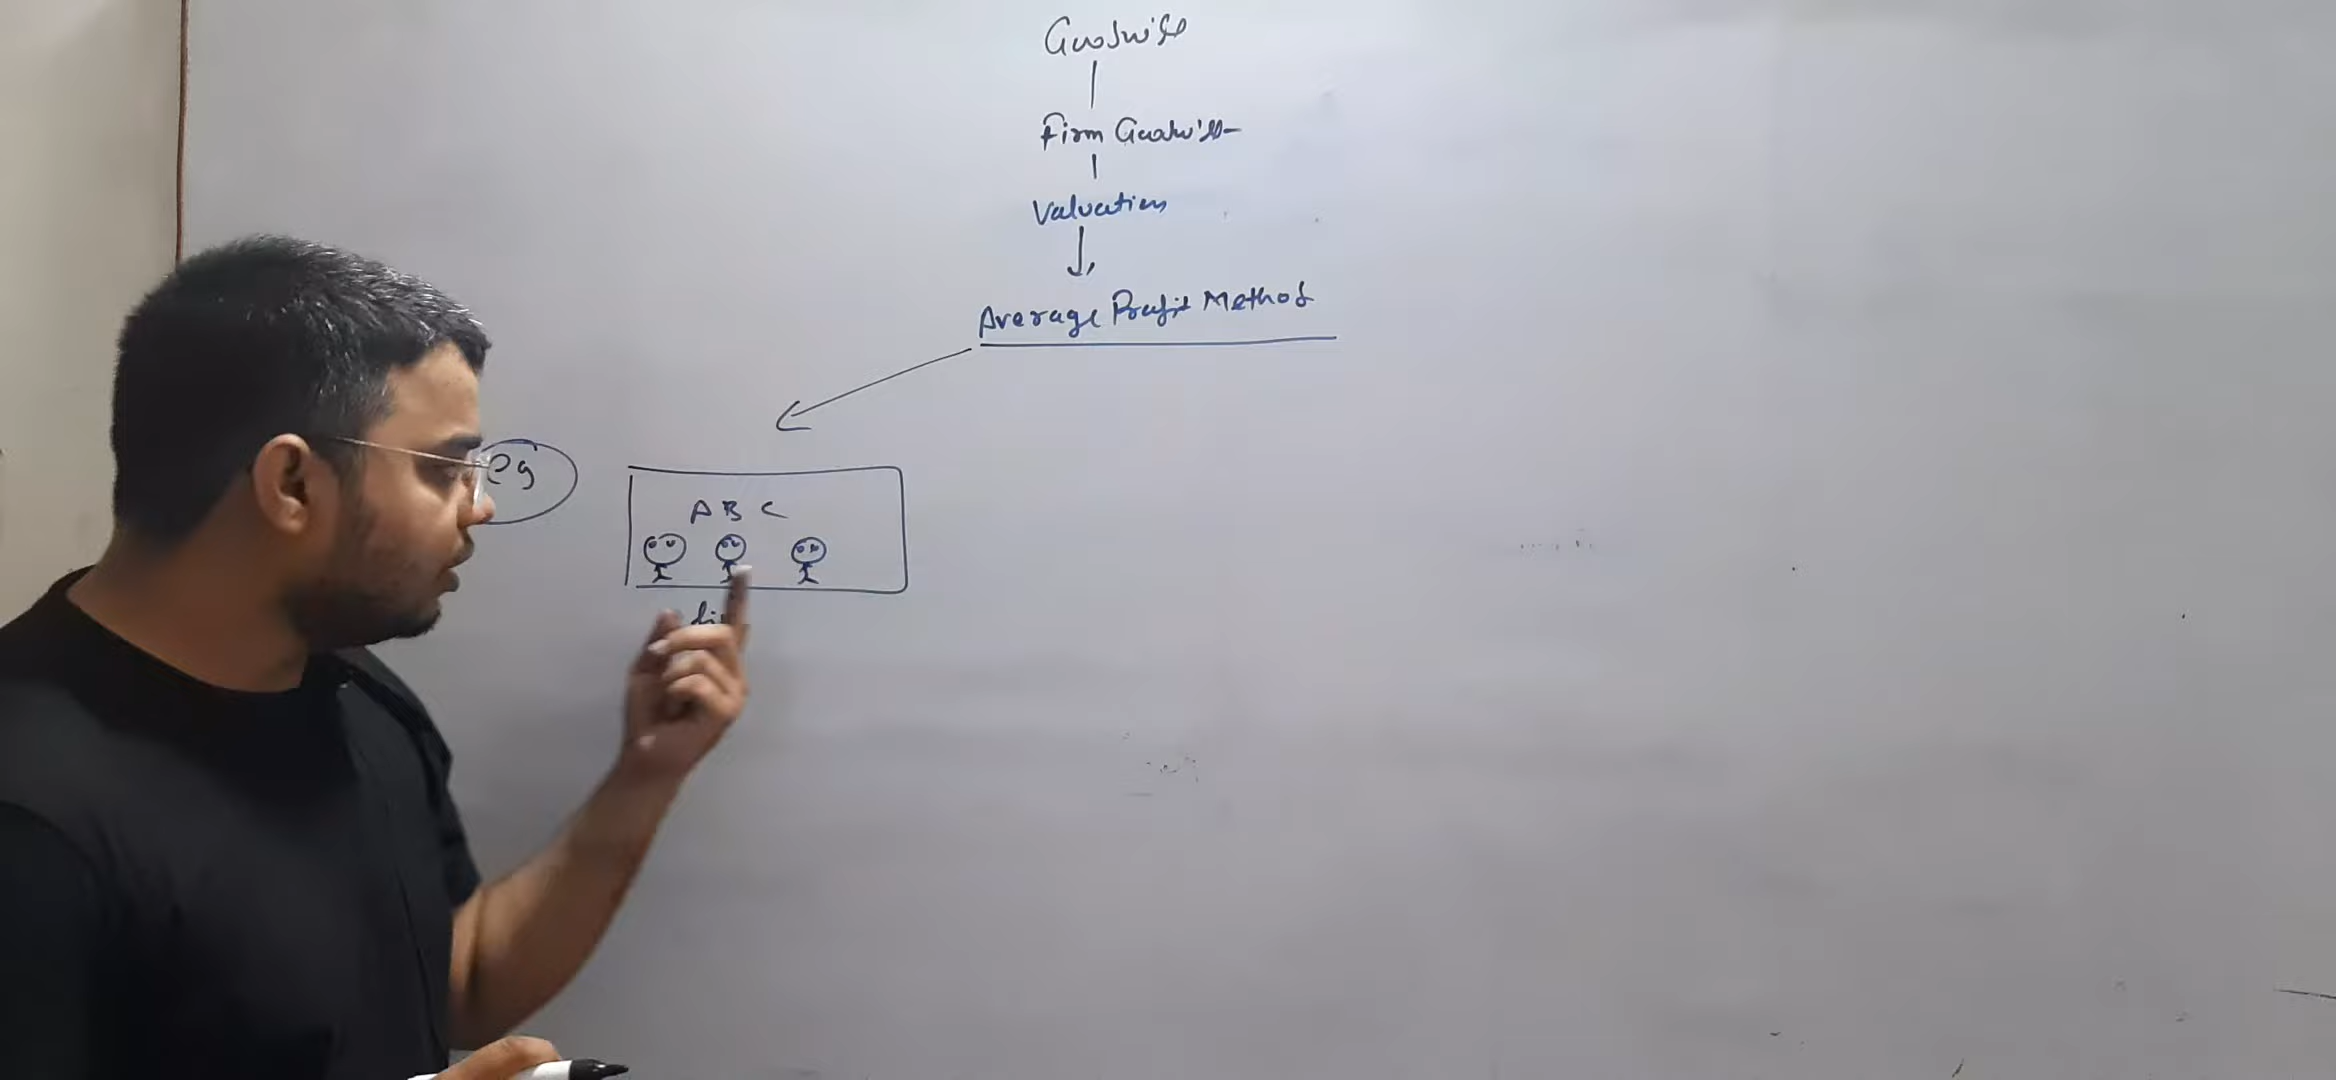 Goodwill
Firm Goodwill
Valuation
Average Profit Method
eg
A B C